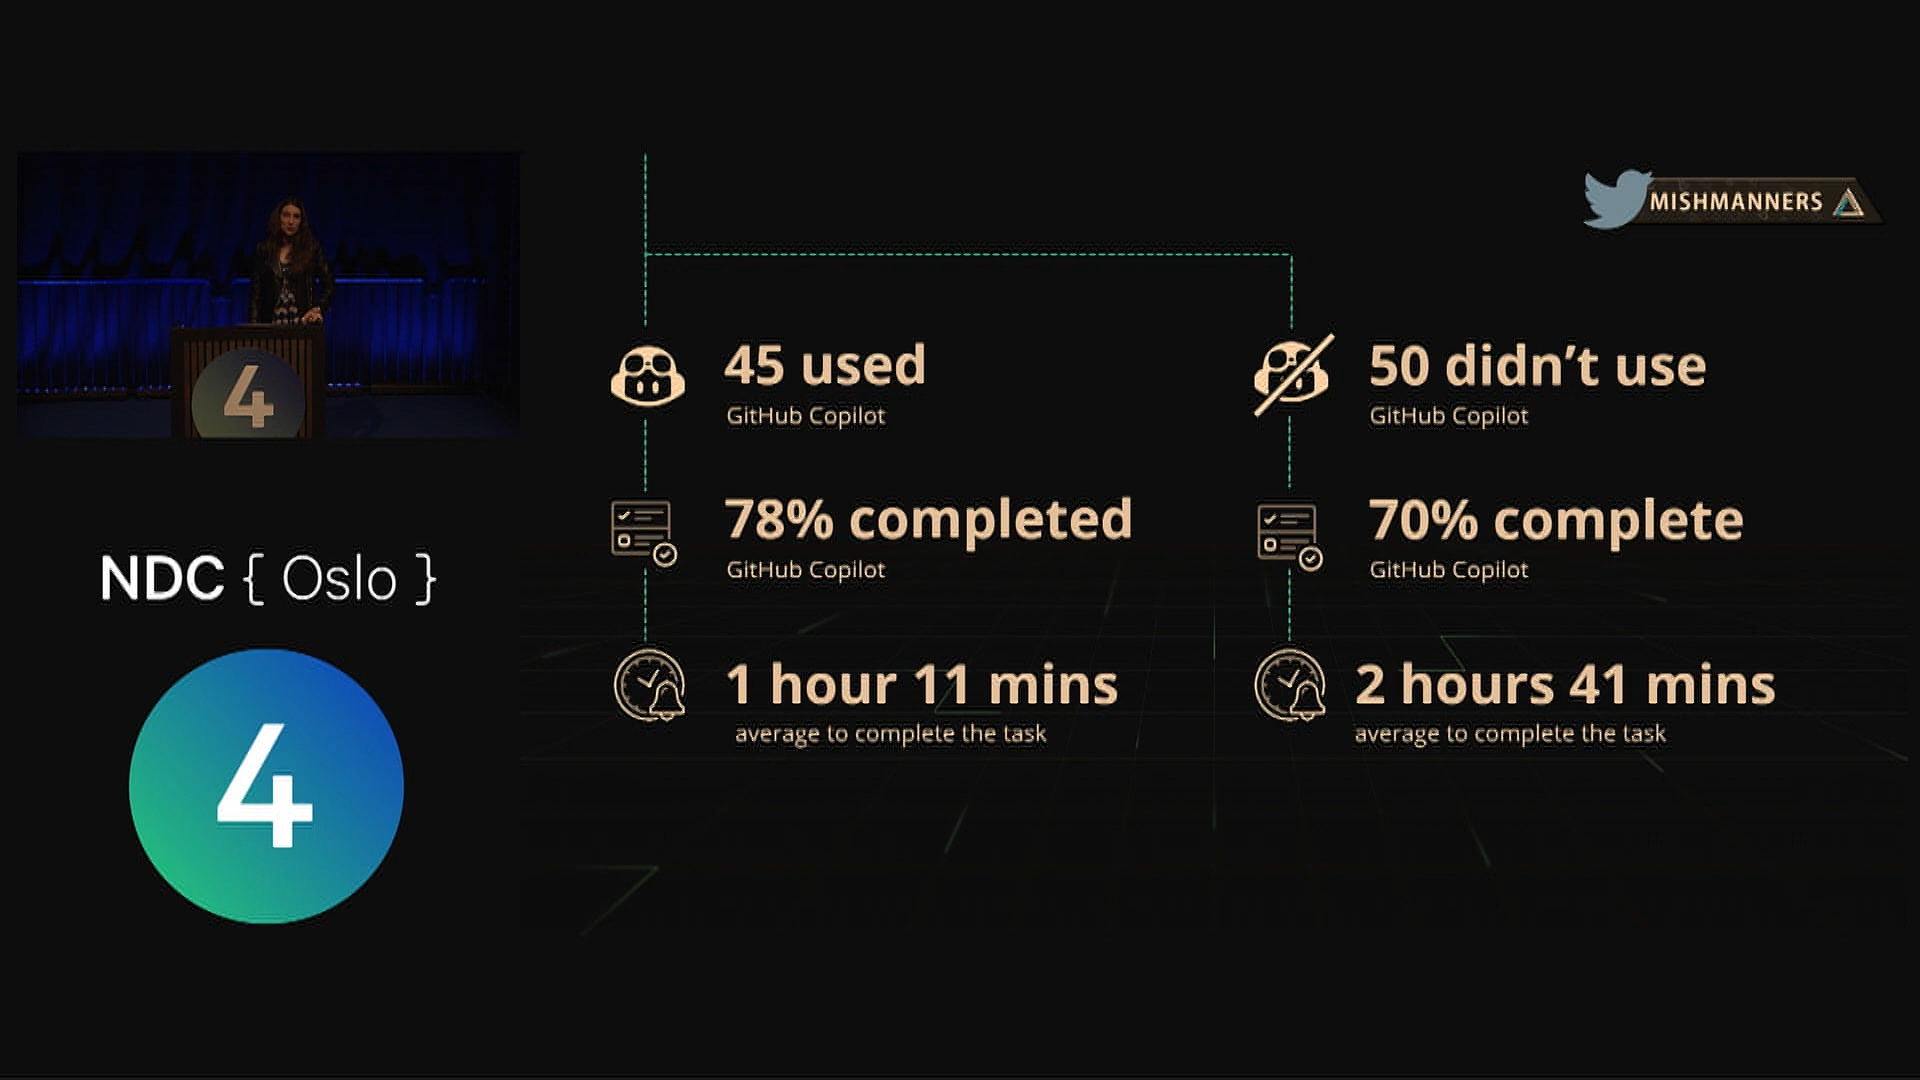 MISHMANNERS
45 used
GitHub Copilot
50 didn’t use
GitHub Copilot
78% completed
GitHub Copilot
70% complete
GitHub Copilot
1 hour 11 mins
average to complete the task
2 hours 41 mins
average to complete the task
4
NDC { Oslo }
4